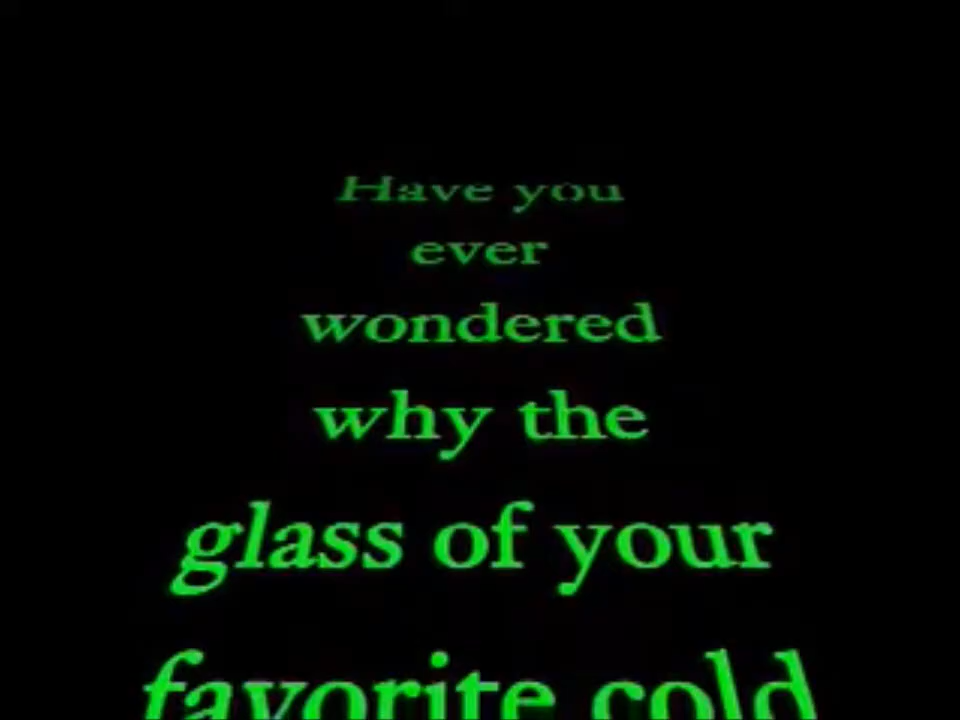 Have you
ever
wondered
why the
glass of your
favorite cold